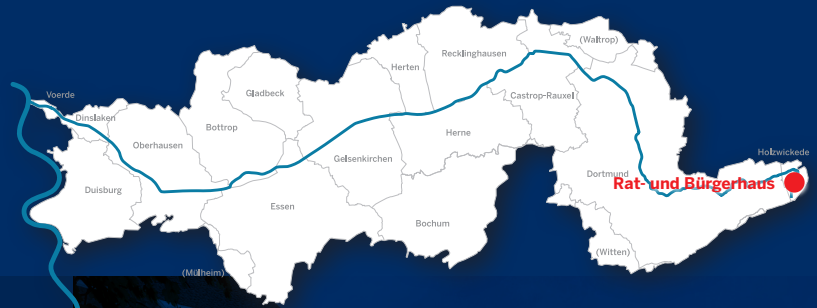 (Waltrop)
Recklinghausen
Herten
Gladbeck
Voerde
Castrop-Rauxel
Dinslaken
Bottrop
Herne
Oberhausen
Holzwickede
Gelsenkirchen
Dortmund
Rat- und Bürgerhaus
Duisburg
Essen
Bochum
(Witten)
(Mülheim)